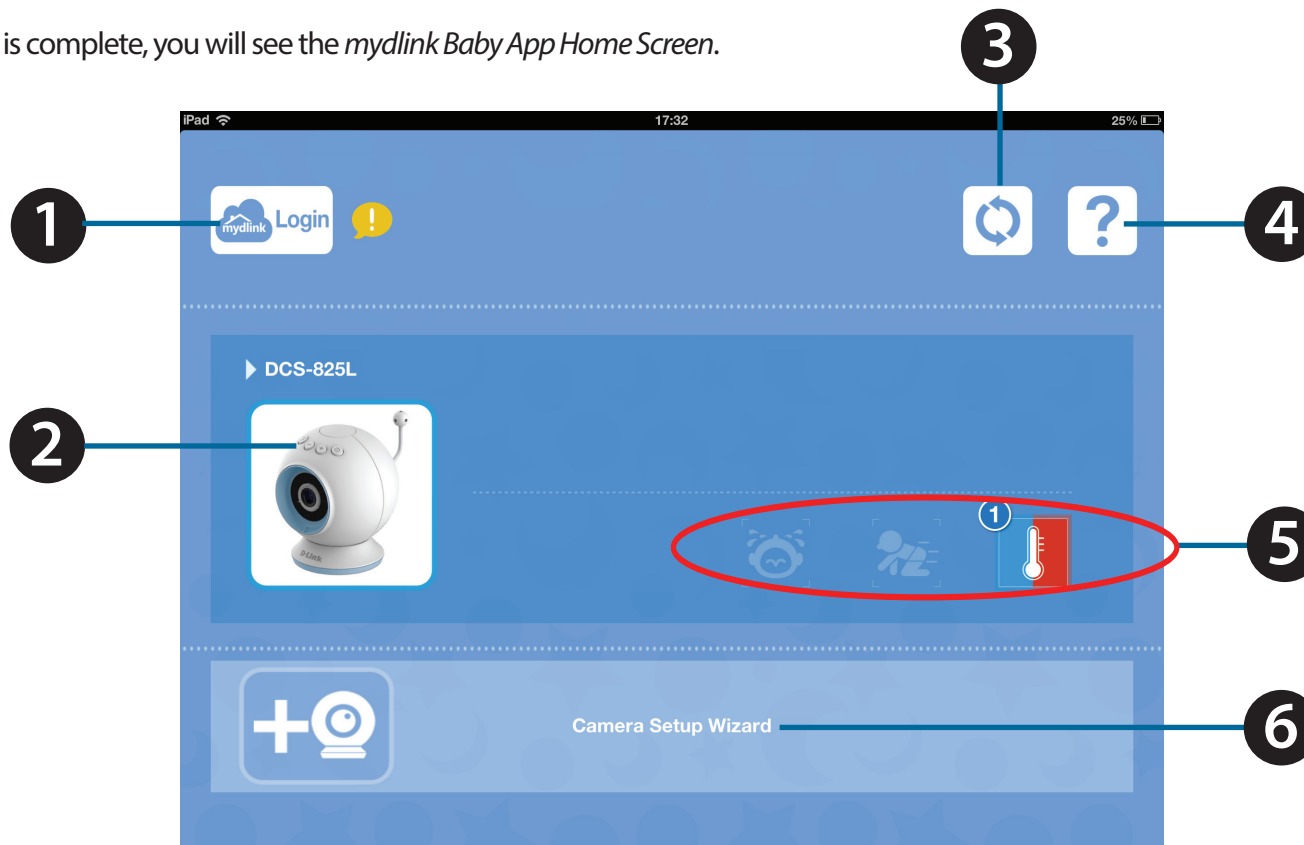 is complete, you will see the mydlink Baby App Home Screen.
3
iPad 17:32 25%
1
mydlink Login !
?
4
DCS-825L
2
D-Link
1
5
Camera Setup Wizard
6